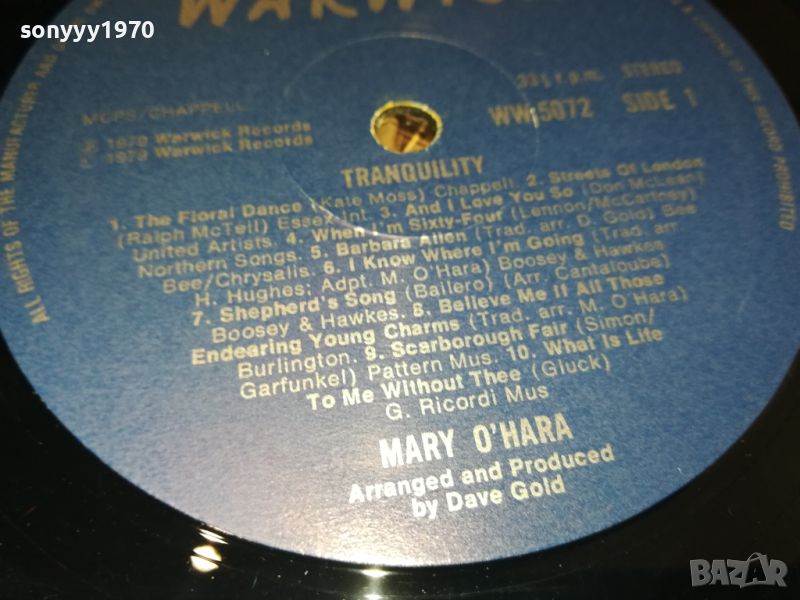 sonyyy1970
WARWICK
ALL RIGHTS OF THE MANUFACTURER AND OF THE
PROHIBITED
MCPS/CHAPPELL
33⅓ r.p.m. STEREO
℗ 1979 Warwick Records
© 1979 Warwick Records
WW 5072 SIDE 1
TRANQUILITY
1. The Floral Dance (Kate Moss) Chappell. 2. Streets Of London
(Ralph McTell) Essex Int. 3. And I Love You So (Don McLean)
United Artists. 4. When I'm Sixty-Four (Lennon/McCartney)
Northern Songs. 5. Barbara Allen (Trad. arr D. Gold) Bee
Bee/Chrysalis. 6. I Know Where I'm Going (Trad. arr
H. Hughes; Adpt. M. O'Hara) Boosey & Hawkes
7. Shepherd's Song (Bailero) (Arr. Cantaloube)
Boosey & Hawkes. 8. Believe Me If All Those
Endearing Young Charms (Trad. arr. M. O'Hara)
Burlington. 9. Scarborough Fair (Simon/
Garfunkel) Pattern Mus. 10. What Is Life
To Me Without Thee (Gluck)
G. Ricordi Mus
MARY O'HARA
Arranged and Produced
by Dave Gold
BAZAR